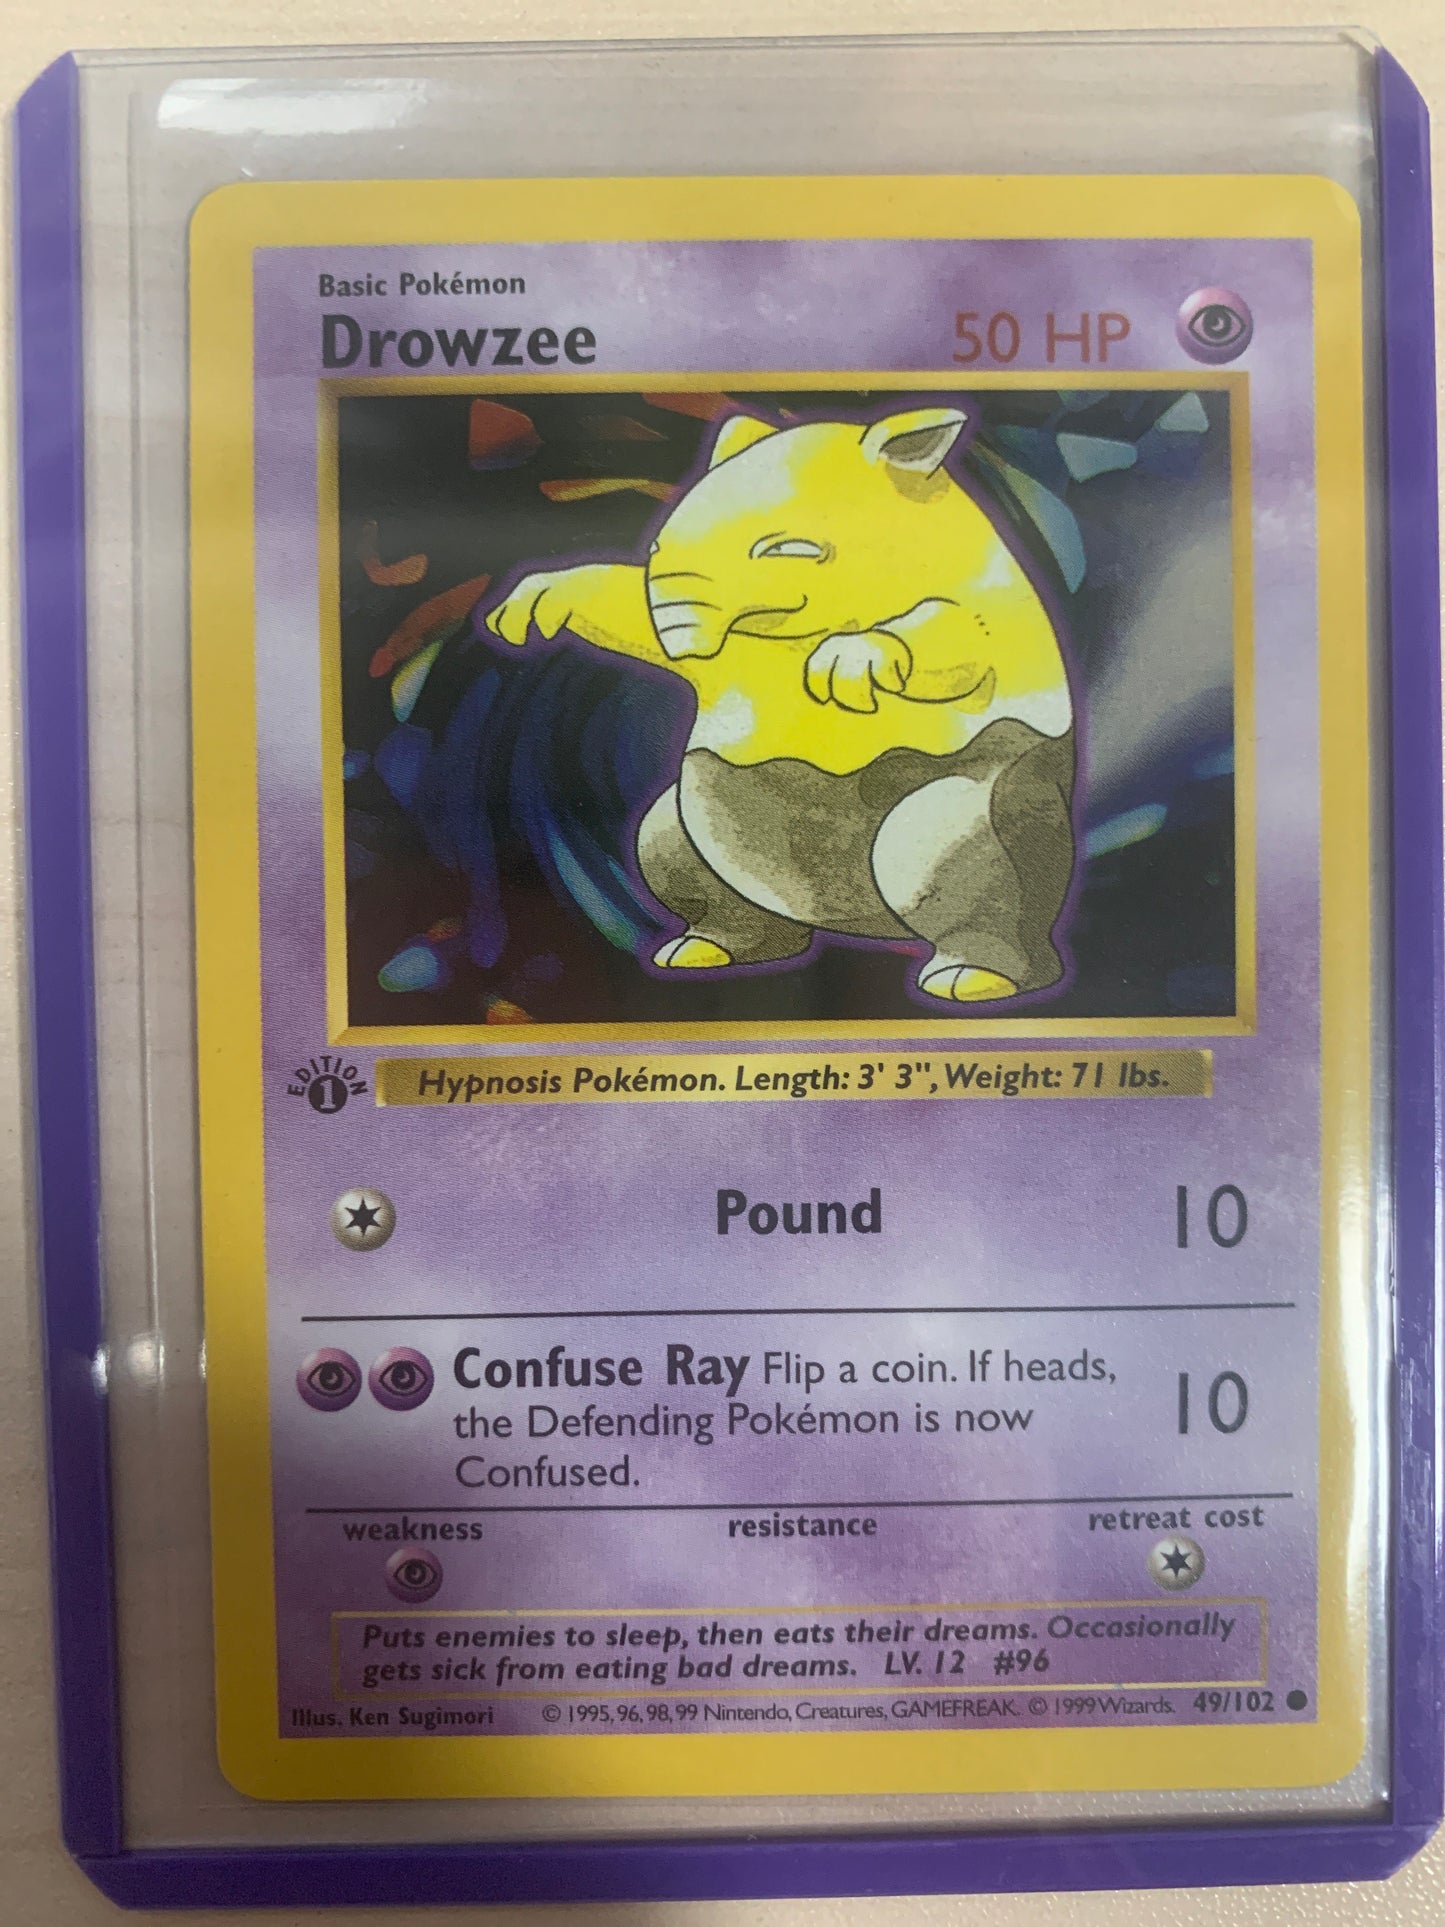 Basic Pokémon
Drowzee 50 HP
EDITION
1
Hypnosis Pokémon. Length: 3' 3", Weight: 71 lbs.
Pound 10
Confuse Ray Flip a coin. If heads,
the Defending Pokémon is now 10
Confused.
weakness resistance retreat cost
Puts enemies to sleep, then eats their dreams. Occasionally
gets sick from eating bad dreams. LV. 12 #96
Illus. Ken Sugimori © 1995, 96, 98, 99 Nintendo, Creatures, GAMEFREAK. © 1999 Wizards. 49/102